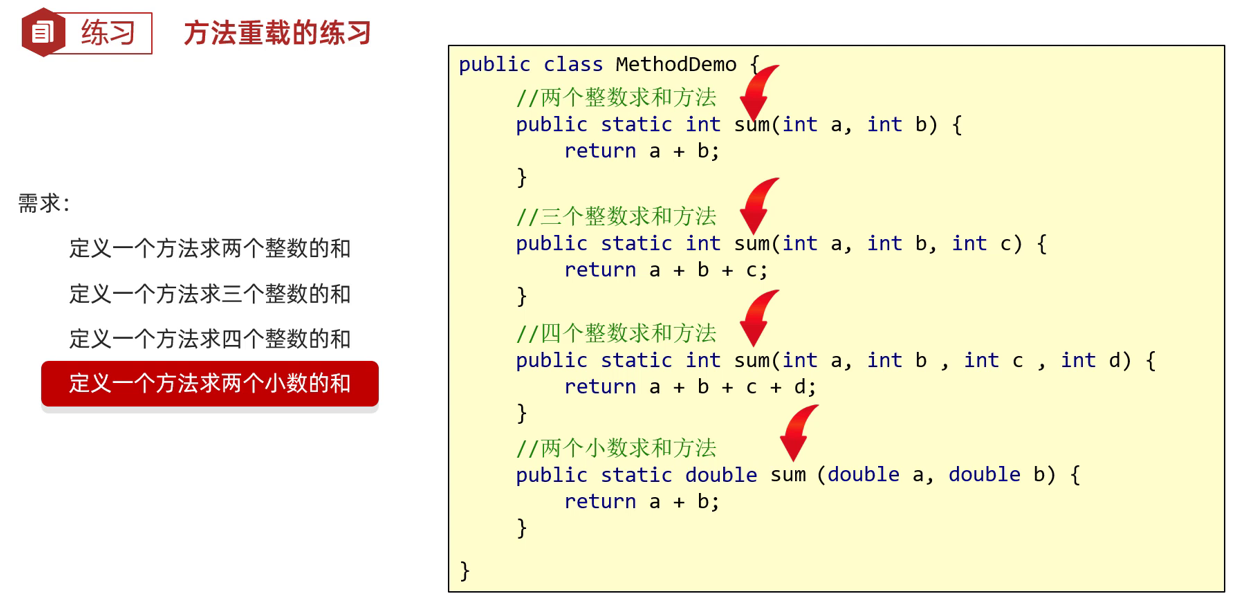 练习
方法重载的练习
需求：
定义一个方法求两个整数的和
定义一个方法求三个整数的和
定义一个方法求四个整数的和
定义一个方法求两个小数的和
public class MethodDemo {
//两个整数求和方法
public static int sum(int a, int b) {
return a + b;
}
//三个整数求和方法
public static int sum(int a, int b, int c) {
return a + b + c;
}
//四个整数求和方法
public static int sum(int a, int b , int c , int d) {
return a + b + c + d;
}
//两个小数求和方法
public static double sum (double a, double b) {
return a + b;
}
}